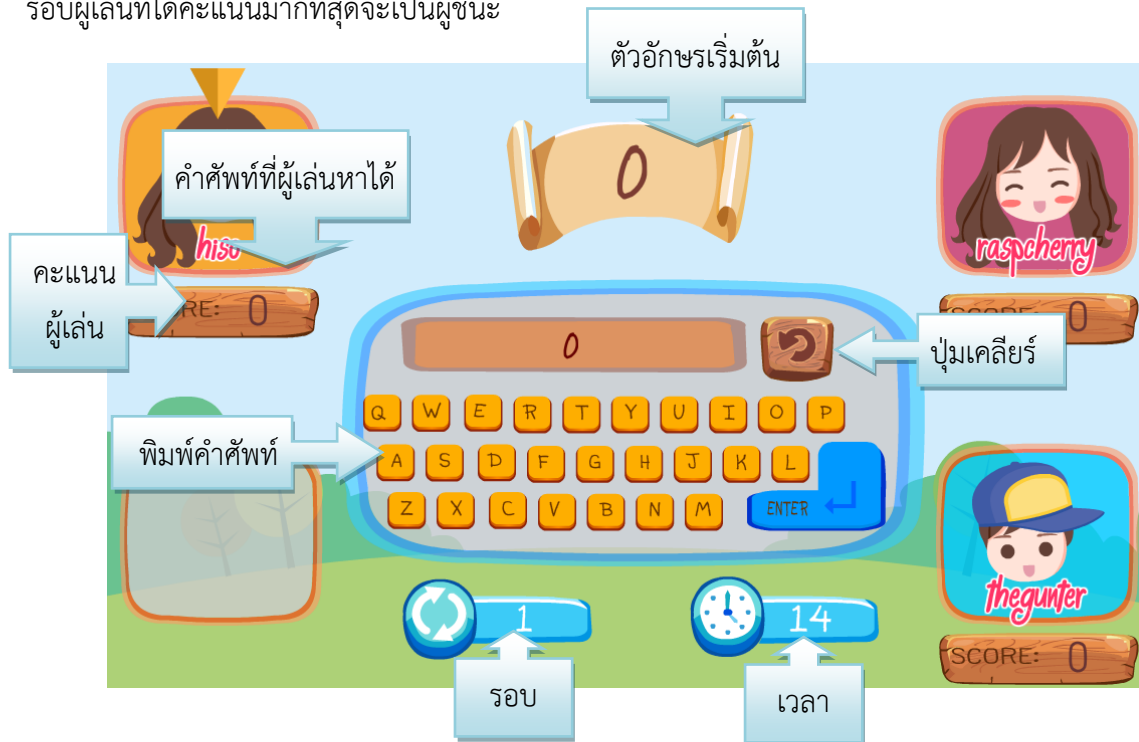 รอบผู้เล่นที่ได้คะแนนมากที่สุดจะเป็นผู้ชนะ
ตัวอักษรเริ่มต้น
O
คำศัพท์ที่ผู้เล่นหาได้
hiso
raspcherry
คะแนน
ผู้เล่น
RE: 0
SCORE: 0
O
ปุ่มเคลียร์
Q W E R T Y U I O P
พิมพ์คำศัพท์
A S D F G H J K L
Z X C V B N M ENTER
thegunter
1
14
SCORE: 0
รอบ
เวลา